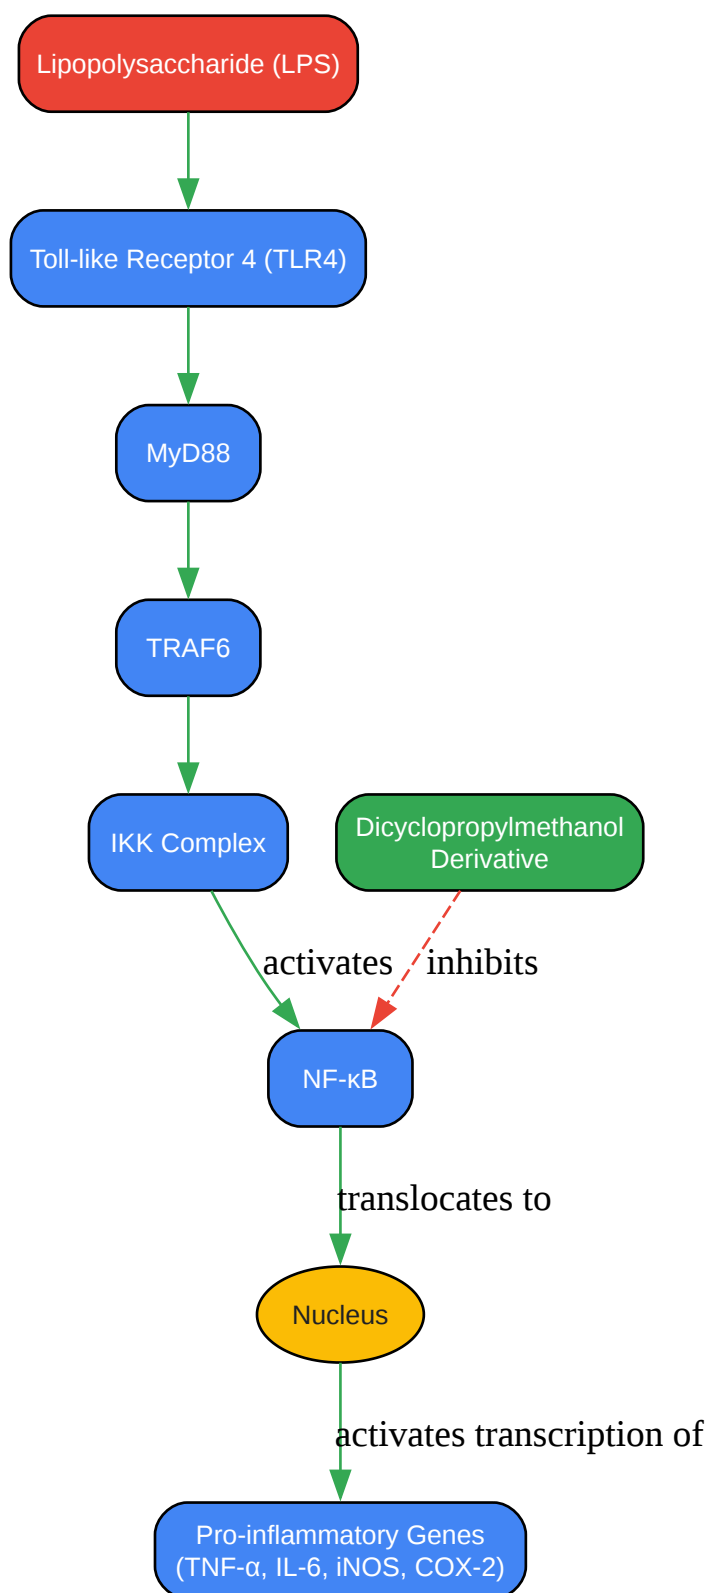 Lipopolysaccharide (LPS)
Toll-like Receptor 4 (TLR4)
MyD88
TRAF6
IKK Complex
Dicyclopropylmethanol
Derivative
activates
inhibits
NF-κB
translocates to
Nucleus
activates transcription of
Pro-inflammatory Genes
(TNF-α, IL-6, iNOS, COX-2)